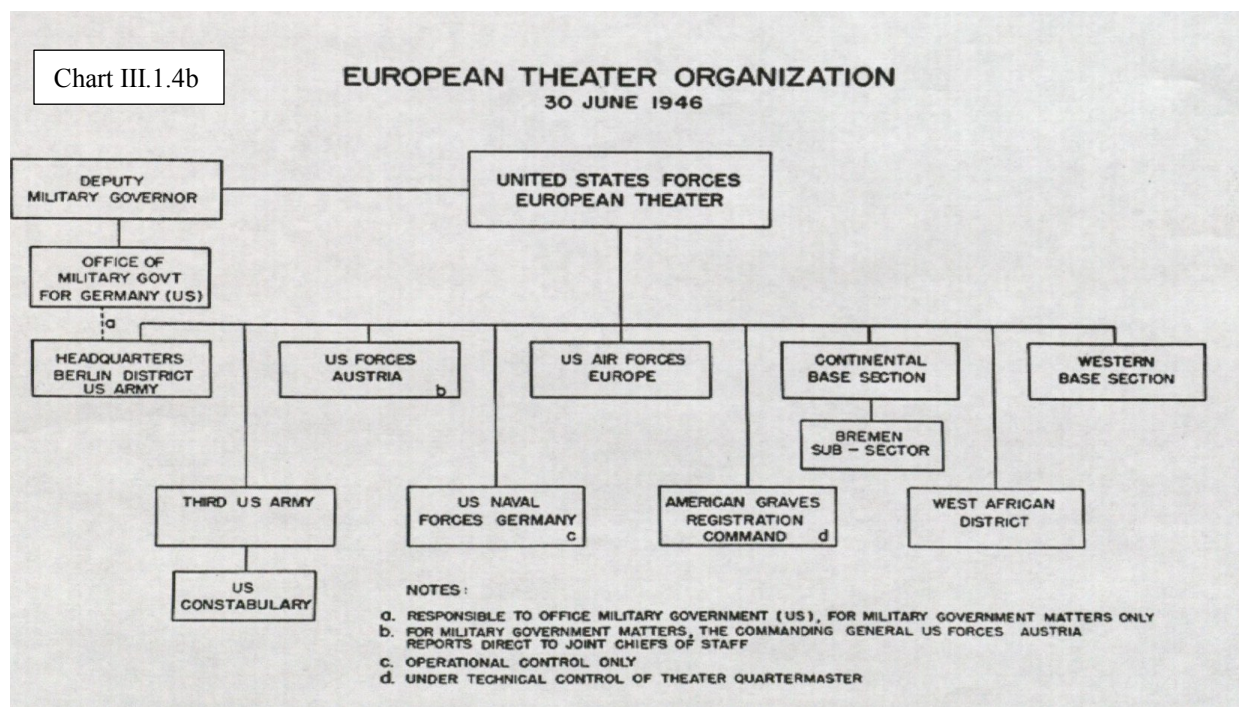 Chart III.1.4b
EUROPEAN THEATER ORGANIZATION
30 JUNE 1946
DEPUTY
MILITARY GOVERNOR
UNITED STATES FORCES
EUROPEAN THEATER
OFFICE OF
MILITARY GOVT
FOR GERMANY (US)
a
HEADQUARTERS
BERLIN DISTRICT
US ARMY
US FORCES
AUSTRIA
b
US AIR FORCES
EUROPE
CONTINENTAL
BASE SECTION
WESTERN
BASE SECTION
BREMEN
SUB - SECTOR
THIRD US ARMY
US NAVAL
FORCES GERMANY
c
AMERICAN GRAVES
REGISTRATION
COMMAND d
WEST AFRICAN
DISTRICT
US
CONSTABULARY
NOTES:
a. RESPONSIBLE TO OFFICE MILITARY GOVERNMENT (US), FOR MILITARY GOVERNMENT MATTERS ONLY
b. FOR MILITARY GOVERNMENT MATTERS, THE COMMANDING GENERAL US FORCES AUSTRIA
REPORTS DIRECT TO JOINT CHIEFS OF STAFF
c. OPERATIONAL CONTROL ONLY
d. UNDER TECHNICAL CONTROL OF THEATER QUARTERMASTER